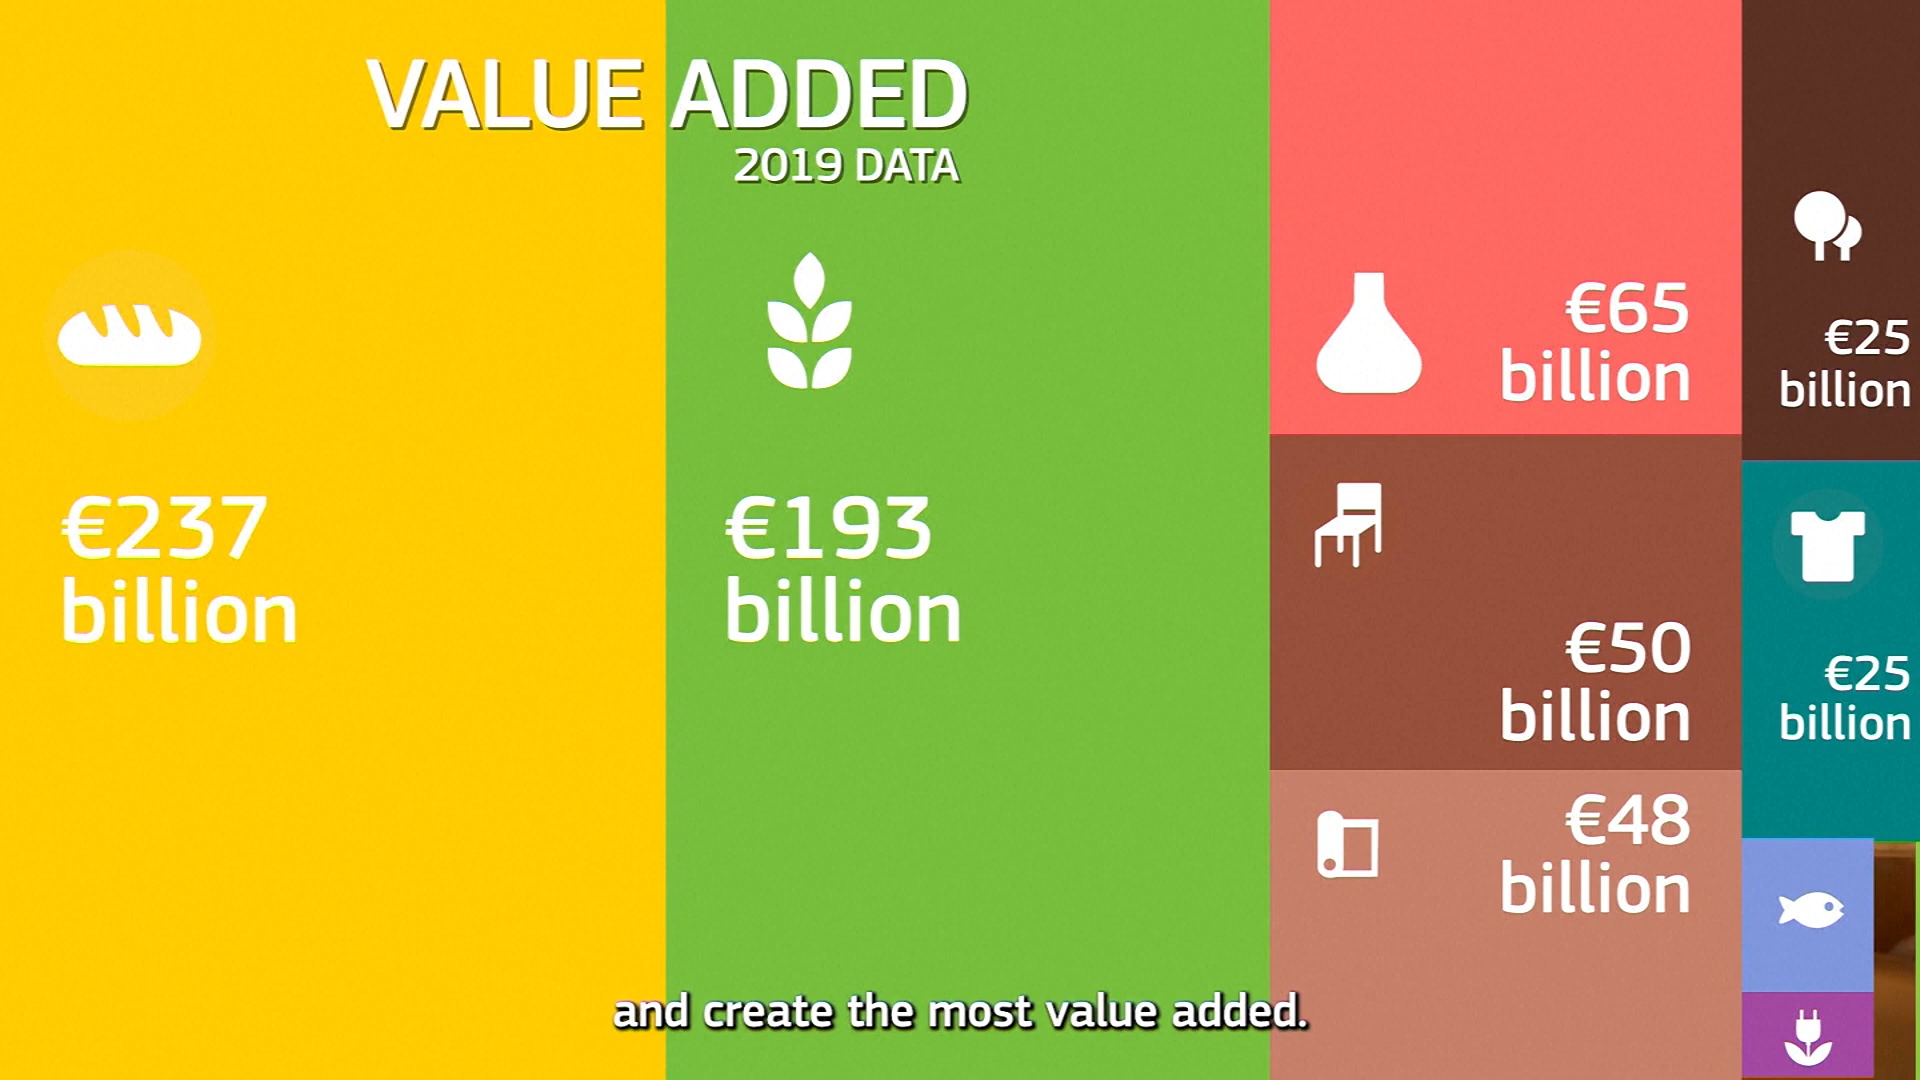 VALUE ADDED
2019 DATA
€237
billion
€193
billion
€65
billion
€50
billion
€48
billion
€25
billion
€25
billion
and create the most value added.